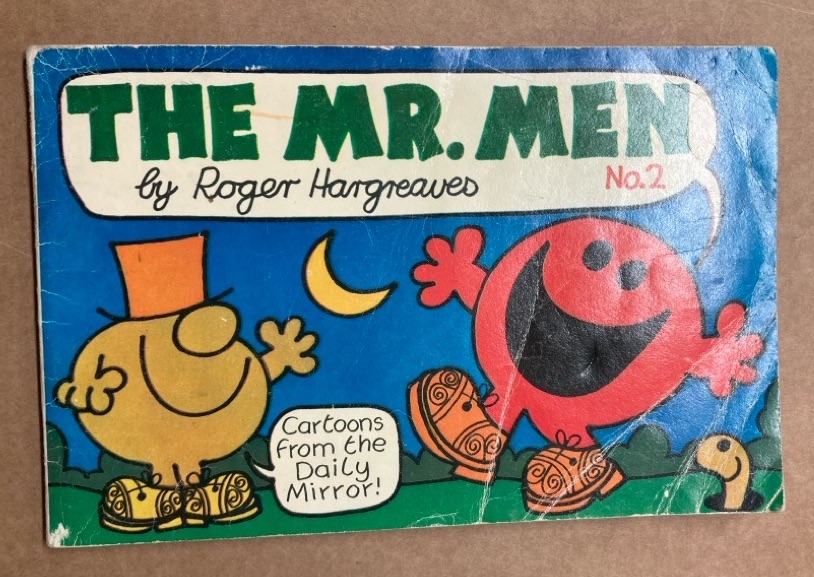 THE MR. MEN
by Roger Hargreaves
No.2
Cartoons
from the
Daily
Mirror!